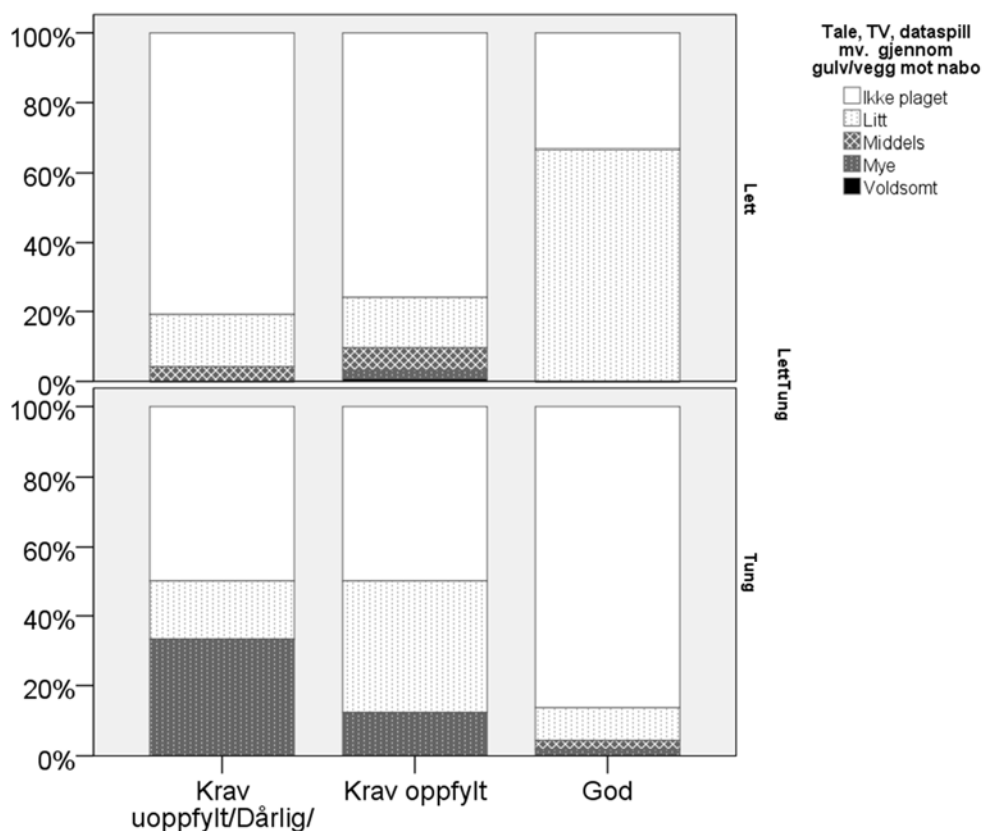 100%
80%
60%
40%
20%
0%
Lett
100%
80%
60%
40%
20%
0%
Tung
LettTung
Krav
uoppfylt/Dårlig/
Krav oppfylt
God
Tale, TV, dataspill
mv. gjennom
gulv/vegg mot nabo
Ikke plaget
Litt
Middels
Mye
Voldsomt